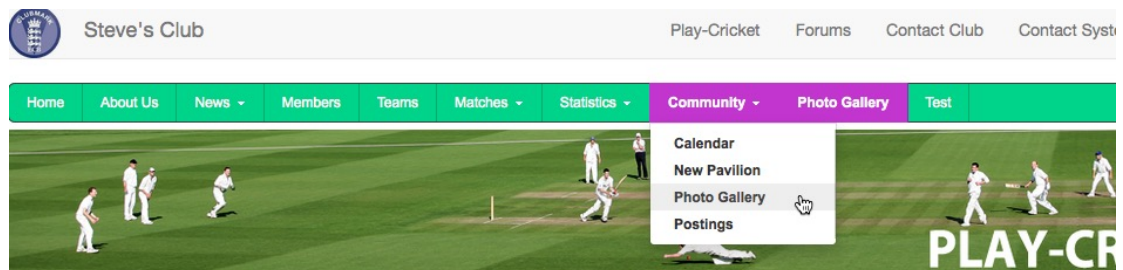 CLUBMARK
Steve's Club Play-Cricket Forums Contact Club Contact Syst
Home About Us News Members Teams Matches Statistics Community Photo Gallery Test
Calendar
New Pavilion
Photo Gallery
Postings
PLAY-CR